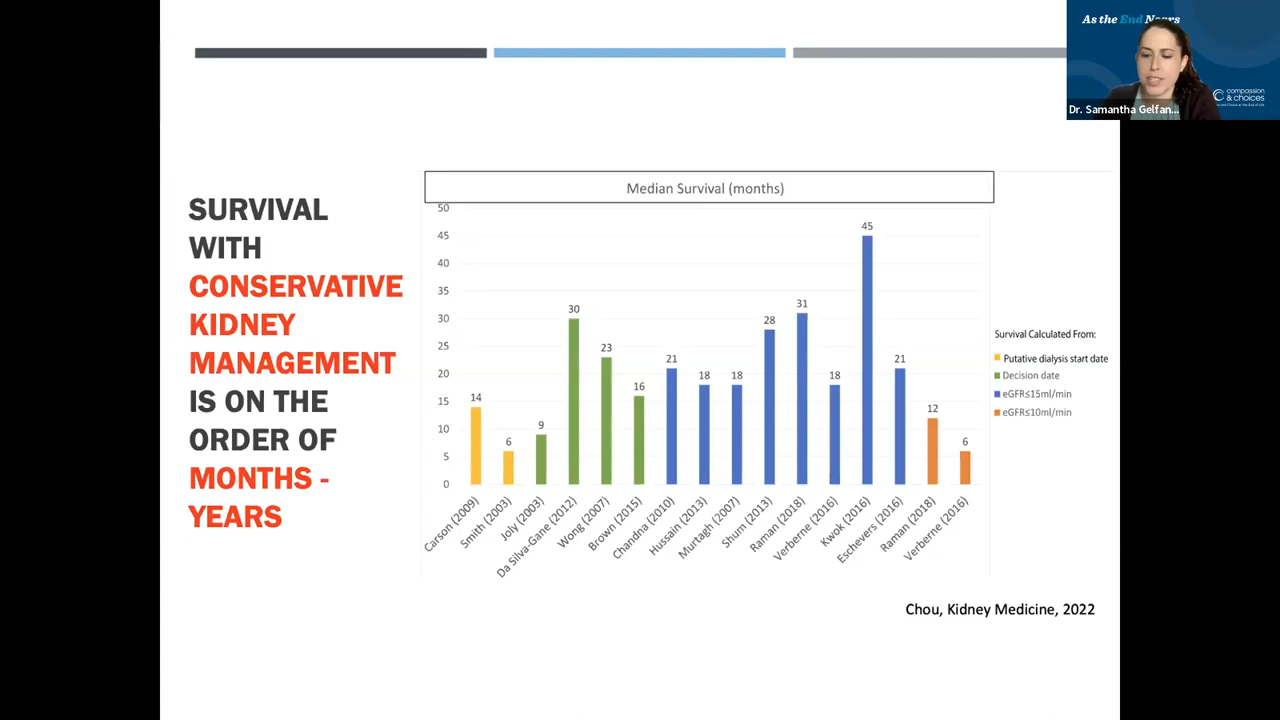 As the End Nears
compassion
& choices
Dr. Samantha Gelfan...
SURVIVAL
WITH
CONSERVATIVE
KIDNEY
MANAGEMENT
IS ON THE
ORDER OF
MONTHS -
YEARS
Median Survival (months)
50
45
40
35
30
25
20
15
10
5
0
14
6
9
30
23
16
21
18
18
28
31
18
45
21
12
6
Carson (2009)
Smith (2003)
Joly (2003)
Da Silva-Gane (2012)
Wong (2007)
Brown (2015)
Chandna (2010)
Hussain (2013)
Murtagh (2007)
Shum (2013)
Raman (2018)
Verberne (2016)
Kwok (2016)
Eschevers (2016)
Raman (2018)
Verberne (2016)
Survival Calculated From:
Putative dialysis start date
Decision date
eGFR≤15ml/min
eGFR≤10ml/min
Chou, Kidney Medicine, 2022